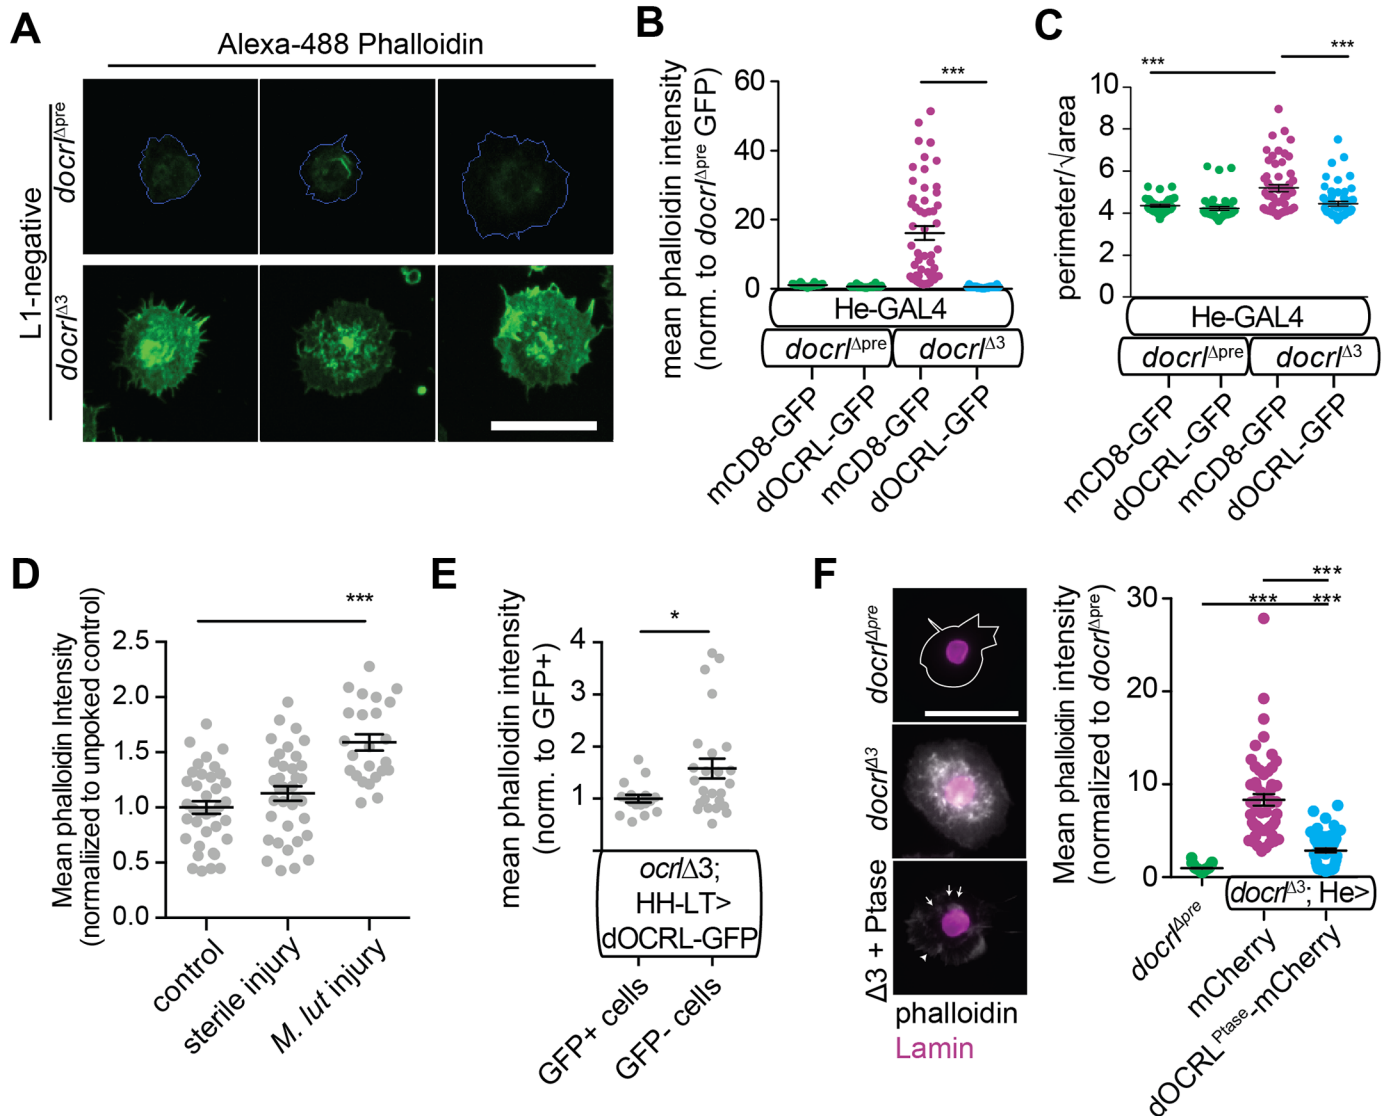 A
Alexa-488 Phalloidin
L1-negative
docrlΔpre
docrlΔ3
B
mean phalloidin intensity
(norm. to docrlΔpre GFP)
60
40
20
0
***
He-GAL4
docrlΔpre
docrlΔ3
mCD8-GFP
dOCRL-GFP
mCD8-GFP
dOCRL-GFP
C
perimeter/√area
10
8
6
4
2
0
***
***
He-GAL4
docrlΔpre
docrlΔ3
mCD8-GFP
dOCRL-GFP
mCD8-GFP
dOCRL-GFP
D
Mean phalloidin Intensity
(normalized to unpoked control)
2.5
2.0
1.5
1.0
0.5
0.0
***
control
sterile injury
M. lut injury
E
mean phalloidin intensity
(norm. to GFP+)
4
3
2
1
*
ocrlΔ3;
HH-LT>
dOCRL-GFP
GFP+ cells
GFP- cells
F
docrlΔpre
docrlΔ3
Δ3 + Ptase
phalloidin
Lamin
Mean phalloidin intensity
(normalized to docrlΔpre)
30
20
10
0
***
***
***
docrlΔpre
docrlΔ3; He>
mCherry
dOCRLPtase-mCherry